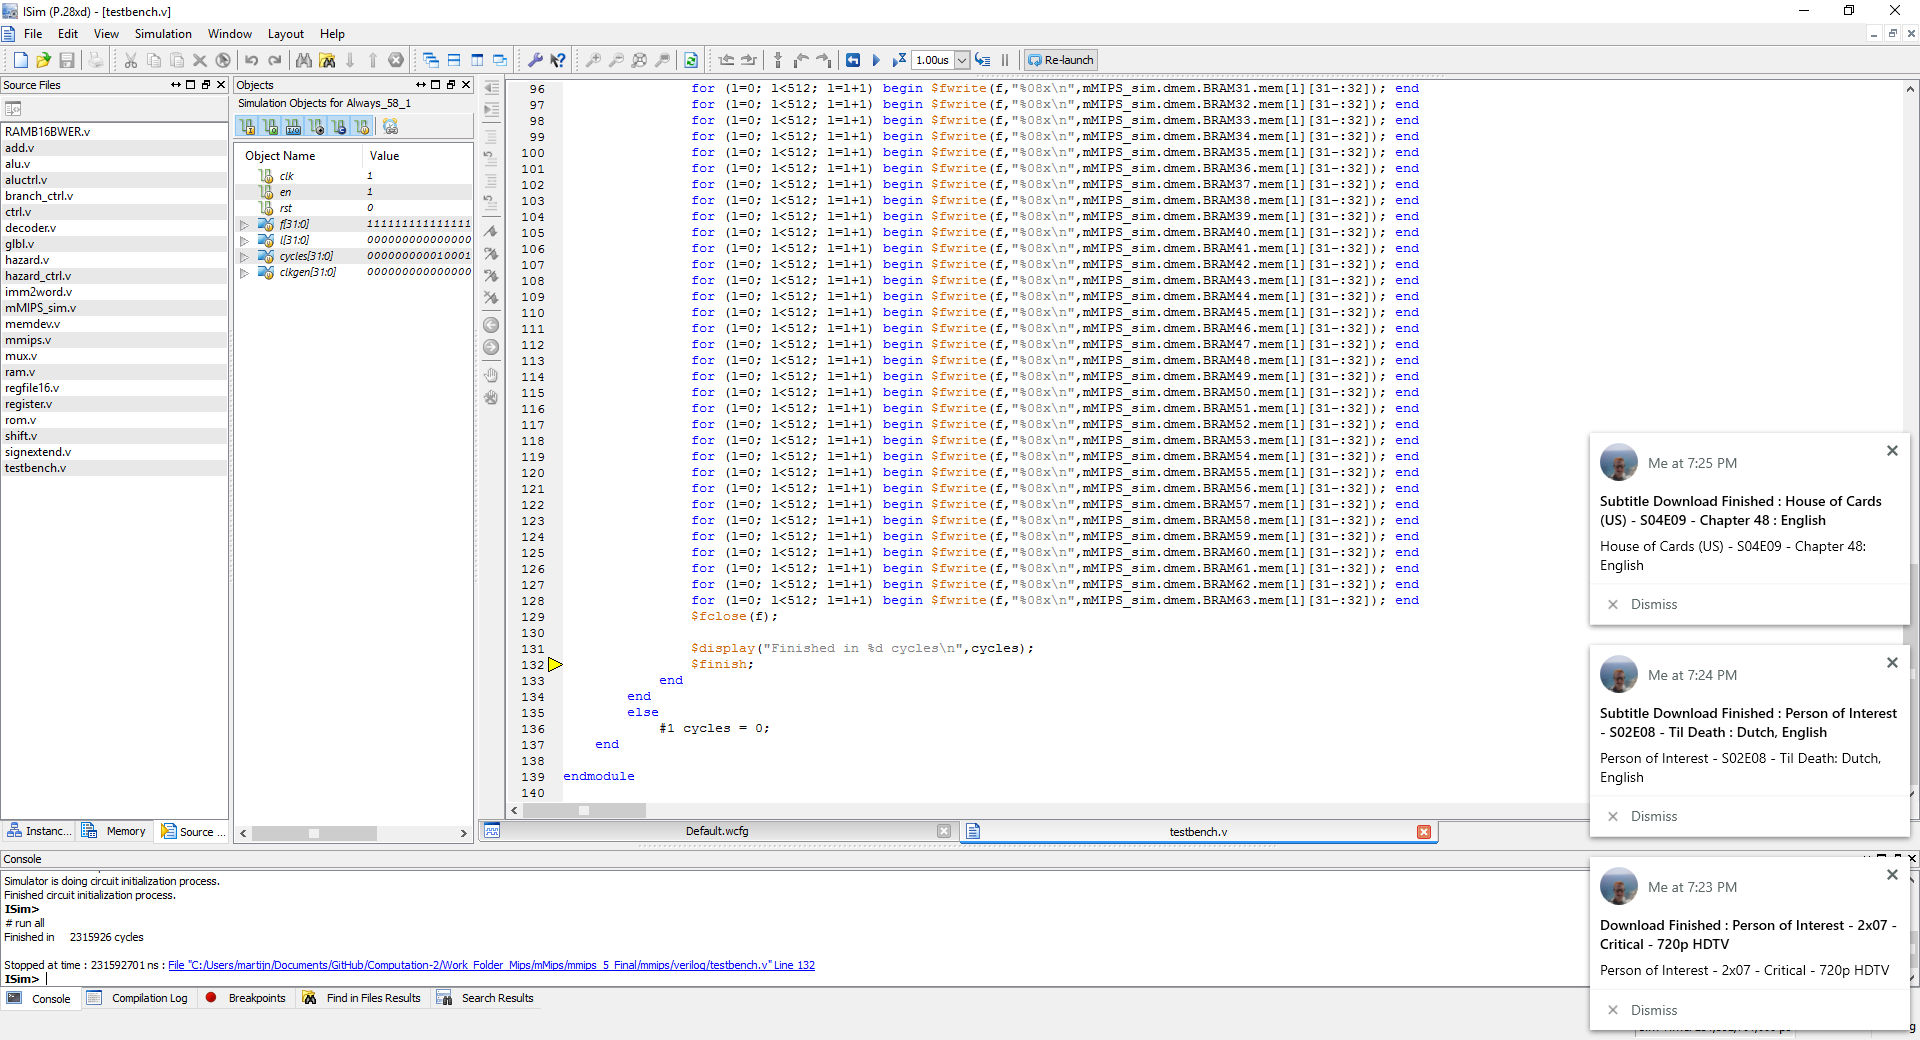 ISim (P.28xd) - [testbench.v]
File Edit View Simulation Window Layout Help
1.00us Re-launch
Source Files
RAMB16BWER.v
add.v
alu.v
aluctrl.v
branch_ctrl.v
ctrl.v
decoder.v
glbl.v
hazard.v
hazard_ctrl.v
imm2word.v
mMIPS_sim.v
memdev.v
mmips.v
mux.v
ram.v
regfile16.v
register.v
rom.v
shift.v
signextend.v
testbench.v
Instanc... Memory Source ...
Objects
Simulation Objects for Always_58_1
Object Name Value
clk 1
en 1
rst 0
f[31:0] 1111111111111111
l[31:0] 0000000000000000
cycles[31:0] 0000000000010001
clkgen[31:0] 0000000000000000
96 for (l=0; l<512; l=l+1) begin $fwrite(f,"%08x\n",mMIPS_sim.dmem.BRAM31.mem[l][31-:32]); end
97 for (l=0; l<512; l=l+1) begin $fwrite(f,"%08x\n",mMIPS_sim.dmem.BRAM32.mem[l][31-:32]); end
98 for (l=0; l<512; l=l+1) begin $fwrite(f,"%08x\n",mMIPS_sim.dmem.BRAM33.mem[l][31-:32]); end
99 for (l=0; l<512; l=l+1) begin $fwrite(f,"%08x\n",mMIPS_sim.dmem.BRAM34.mem[l][31-:32]); end
100 for (l=0; l<512; l=l+1) begin $fwrite(f,"%08x\n",mMIPS_sim.dmem.BRAM35.mem[l][31-:32]); end
101 for (l=0; l<512; l=l+1) begin $fwrite(f,"%08x\n",mMIPS_sim.dmem.BRAM36.mem[l][31-:32]); end
102 for (l=0; l<512; l=l+1) begin $fwrite(f,"%08x\n",mMIPS_sim.dmem.BRAM37.mem[l][31-:32]); end
103 for (l=0; l<512; l=l+1) begin $fwrite(f,"%08x\n",mMIPS_sim.dmem.BRAM38.mem[l][31-:32]); end
104 for (l=0; l<512; l=l+1) begin $fwrite(f,"%08x\n",mMIPS_sim.dmem.BRAM39.mem[l][31-:32]); end
105 for (l=0; l<512; l=l+1) begin $fwrite(f,"%08x\n",mMIPS_sim.dmem.BRAM40.mem[l][31-:32]); end
106 for (l=0; l<512; l=l+1) begin $fwrite(f,"%08x\n",mMIPS_sim.dmem.BRAM41.mem[l][31-:32]); end
107 for (l=0; l<512; l=l+1) begin $fwrite(f,"%08x\n",mMIPS_sim.dmem.BRAM42.mem[l][31-:32]); end
108 for (l=0; l<512; l=l+1) begin $fwrite(f,"%08x\n",mMIPS_sim.dmem.BRAM43.mem[l][31-:32]); end
109 for (l=0; l<512; l=l+1) begin $fwrite(f,"%08x\n",mMIPS_sim.dmem.BRAM44.mem[l][31-:32]); end
110 for (l=0; l<512; l=l+1) begin $fwrite(f,"%08x\n",mMIPS_sim.dmem.BRAM45.mem[l][31-:32]); end
111 for (l=0; l<512; l=l+1) begin $fwrite(f,"%08x\n",mMIPS_sim.dmem.BRAM46.mem[l][31-:32]); end
112 for (l=0; l<512; l=l+1) begin $fwrite(f,"%08x\n",mMIPS_sim.dmem.BRAM47.mem[l][31-:32]); end
113 for (l=0; l<512; l=l+1) begin $fwrite(f,"%08x\n",mMIPS_sim.dmem.BRAM48.mem[l][31-:32]); end
114 for (l=0; l<512; l=l+1) begin $fwrite(f,"%08x\n",mMIPS_sim.dmem.BRAM49.mem[l][31-:32]); end
115 for (l=0; l<512; l=l+1) begin $fwrite(f,"%08x\n",mMIPS_sim.dmem.BRAM50.mem[l][31-:32]); end
116 for (l=0; l<512; l=l+1) begin $fwrite(f,"%08x\n",mMIPS_sim.dmem.BRAM51.mem[l][31-:32]); end
117 for (l=0; l<512; l=l+1) begin $fwrite(f,"%08x\n",mMIPS_sim.dmem.BRAM52.mem[l][31-:32]); end
118 for (l=0; l<512; l=l+1) begin $fwrite(f,"%08x\n",mMIPS_sim.dmem.BRAM53.mem[l][31-:32]); end
119 for (l=0; l<512; l=l+1) begin $fwrite(f,"%08x\n",mMIPS_sim.dmem.BRAM54.mem[l][31-:32]); end
120 for (l=0; l<512; l=l+1) begin $fwrite(f,"%08x\n",mMIPS_sim.dmem.BRAM55.mem[l][31-:32]); end
121 for (l=0; l<512; l=l+1) begin $fwrite(f,"%08x\n",mMIPS_sim.dmem.BRAM56.mem[l][31-:32]); end
122 for (l=0; l<512; l=l+1) begin $fwrite(f,"%08x\n",mMIPS_sim.dmem.BRAM57.mem[l][31-:32]); end
123 for (l=0; l<512; l=l+1) begin $fwrite(f,"%08x\n",mMIPS_sim.dmem.BRAM58.mem[l][31-:32]); end
124 for (l=0; l<512; l=l+1) begin $fwrite(f,"%08x\n",mMIPS_sim.dmem.BRAM59.mem[l][31-:32]); end
125 for (l=0; l<512; l=l+1) begin $fwrite(f,"%08x\n",mMIPS_sim.dmem.BRAM60.mem[l][31-:32]); end
126 for (l=0; l<512; l=l+1) begin $fwrite(f,"%08x\n",mMIPS_sim.dmem.BRAM61.mem[l][31-:32]); end
127 for (l=0; l<512; l=l+1) begin $fwrite(f,"%08x\n",mMIPS_sim.dmem.BRAM62.mem[l][31-:32]); end
128 for (l=0; l<512; l=l+1) begin $fwrite(f,"%08x\n",mMIPS_sim.dmem.BRAM63.mem[l][31-:32]); end
129 $fclose(f);
130
131 $display("Finished in %d cycles\n",cycles);
132 $finish;
133 end
134 end
135 else
136 #1 cycles = 0;
137 end
138
139 endmodule
140
Default.wcfg testbench.v
Console
Simulator is doing circuit initialization process.
Finished circuit initialization process.
ISim>
# run all
Finished in 2315926 cycles
Stopped at time : 231592701 ns : File "C:/Users/martijn/Documents/GitHub/Computation-2/Work_Folder_Mips/mMips/mmips_5_Final/mmips/verilog/testbench.v" Line 132
ISim>
Console Compilation Log Breakpoints Find in Files Results Search Results
Me at 7:25 PM
Subtitle Download Finished : House of Cards
(US) - S04E09 - Chapter 48 : English
House of Cards (US) - S04E09 - Chapter 48:
English
Dismiss
Me at 7:24 PM
Subtitle Download Finished : Person of Interest
- S02E08 - Til Death : Dutch, English
Person of Interest - S02E08 - Til Death: Dutch,
English
Dismiss
Me at 7:23 PM
Download Finished : Person of Interest - 2x07 -
Critical - 720p HDTV
Person of Interest - 2x07 - Critical - 720p HDTV
Dismiss